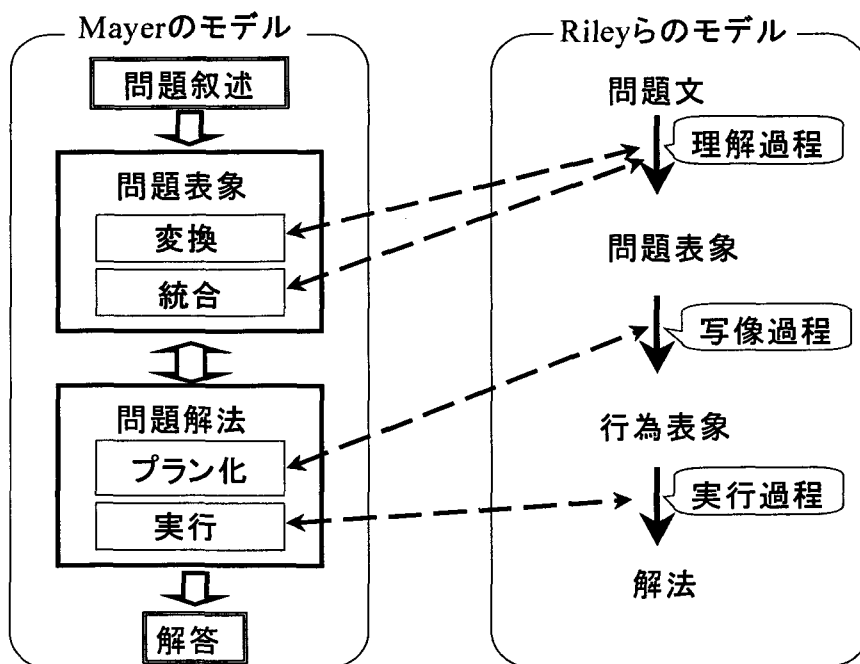 Mayerのモデル
問題叙述
問題表象
変換
統合
問題解法
プラン化
実行
解答
Rileyらのモデル
問題文
理解過程
問題表象
写像過程
行為表象
実行過程
解法